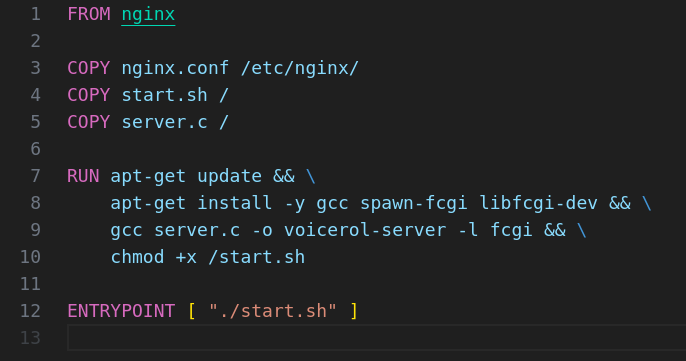 1 FROM nginx
2
3 COPY nginx.conf /etc/nginx/
4 COPY start.sh /
5 COPY server.c /
6
7 RUN apt-get update && \
8     apt-get install -y gcc spawn-fcgi libfcgi-dev && \
9     gcc server.c -o voicerol-server -l fcgi && \
10     chmod +x /start.sh
11
12 ENTRYPOINT [ "./start.sh" ]
13